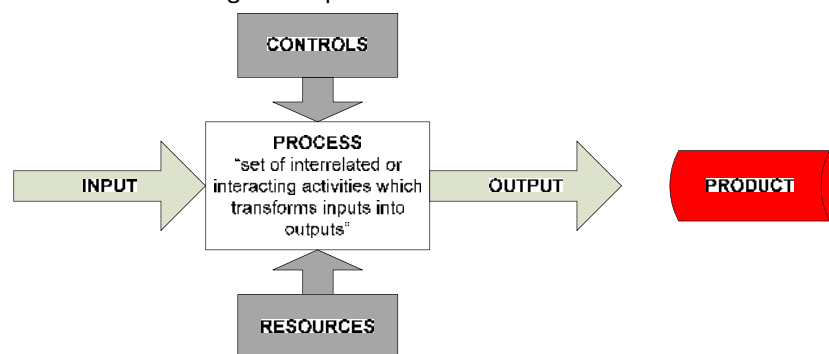 CONTROLS
PROCESS
“set of interrelated or
interacting activities which
transforms inputs into
outputs”
INPUT
OUTPUT
PRODUCT
RESOURCES